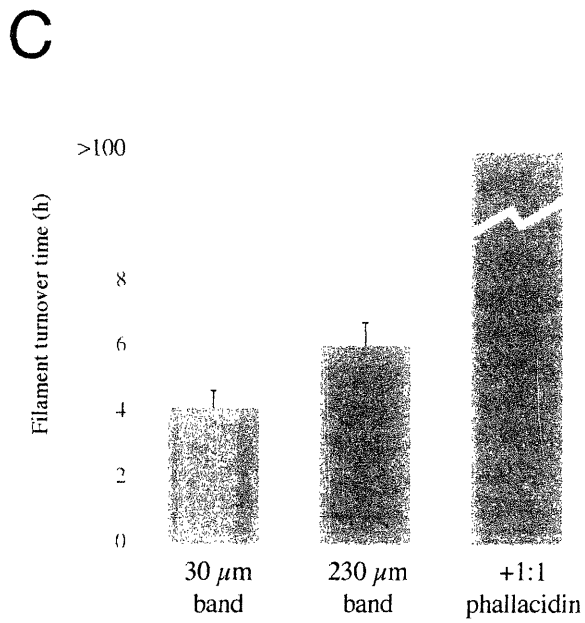 C
Filament turnover time (h)
>100
8
6
4
2
0
30 μm
band
230 μm
band
+1:1
phallacidin